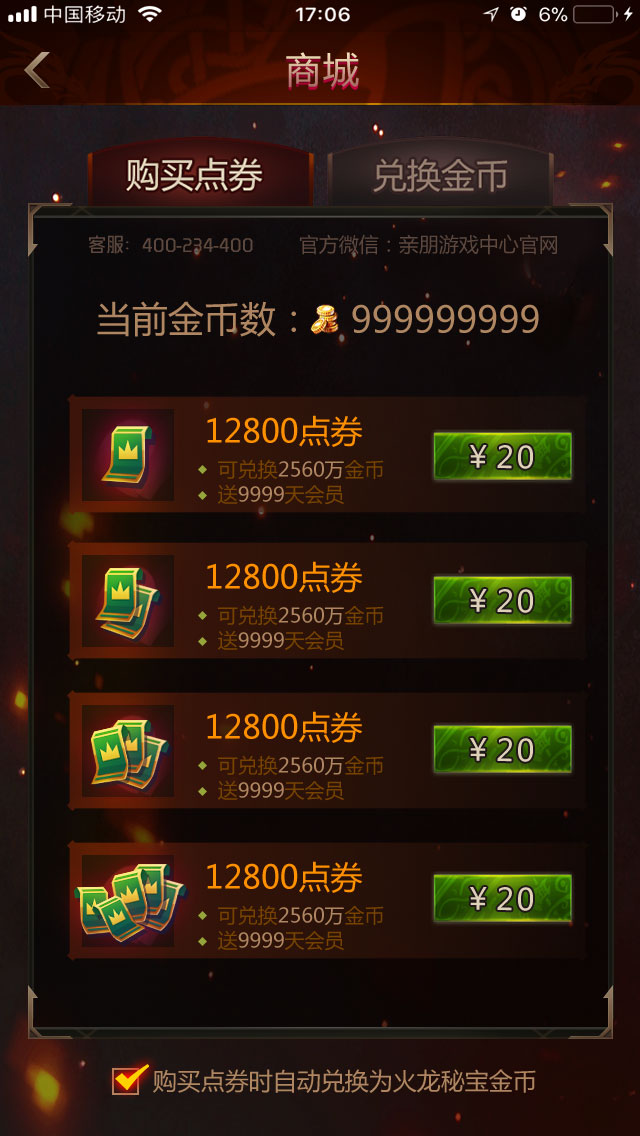 中国移动 17:06 6%
商城
购买点券 兑换金币
客服：400-234-400 官方微信：亲朋游戏中心官网
当前金币数：999999999
12800点券
可兑换2560万金币
送9999天会员
¥20
12800点券
可兑换2560万金币
送9999天会员
¥20
12800点券
可兑换2560万金币
送9999天会员
¥20
12800点券
可兑换2560万金币
送9999天会员
¥20
购买点券时自动兑换为火龙秘宝金币